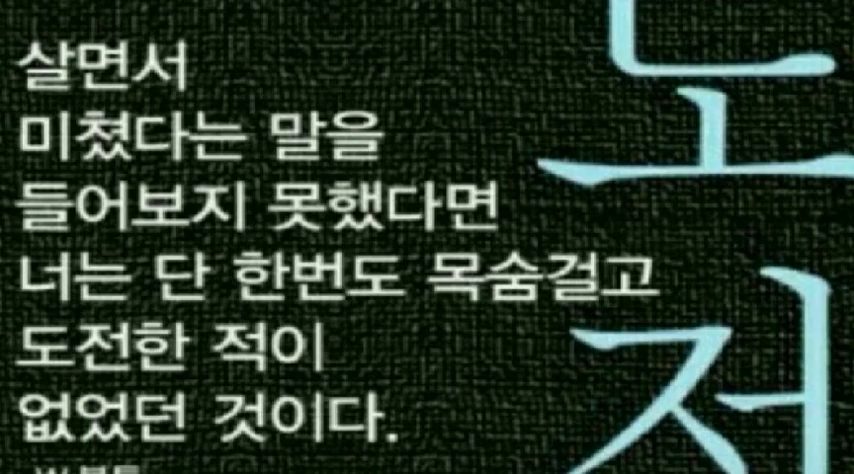 살면서
미쳤다는 말을
들어보지 못했다면
너는 단 한번도 목숨걸고
도전한 적이
없었던 것이다.
도